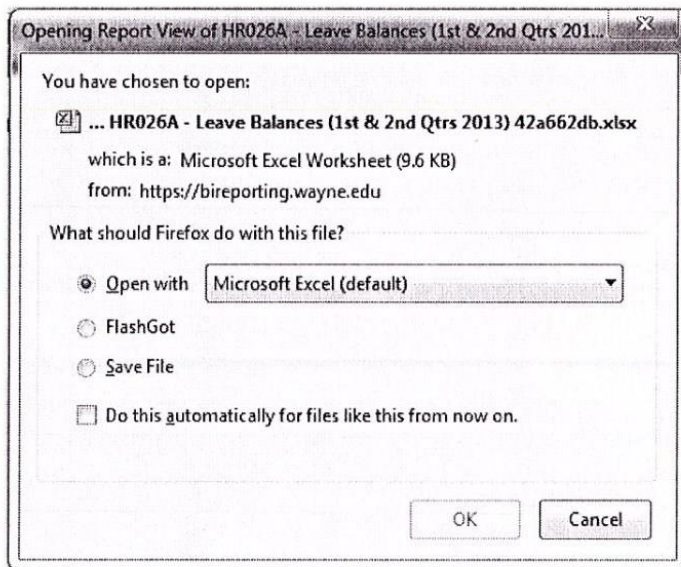 Opening Report View of HR026A - Leave Balances (1st & 2nd Qtrs 201...
You have chosen to open:
... HR026A - Leave Balances (1st & 2nd Qtrs 2013) 42a662db.xlsx
which is a: Microsoft Excel Worksheet (9.6 KB)
from: https://bireporting.wayne.edu
What should Firefox do with this file?
Open with Microsoft Excel (default)
FlashGot
Save File
Do this automatically for files like this from now on.
OK Cancel